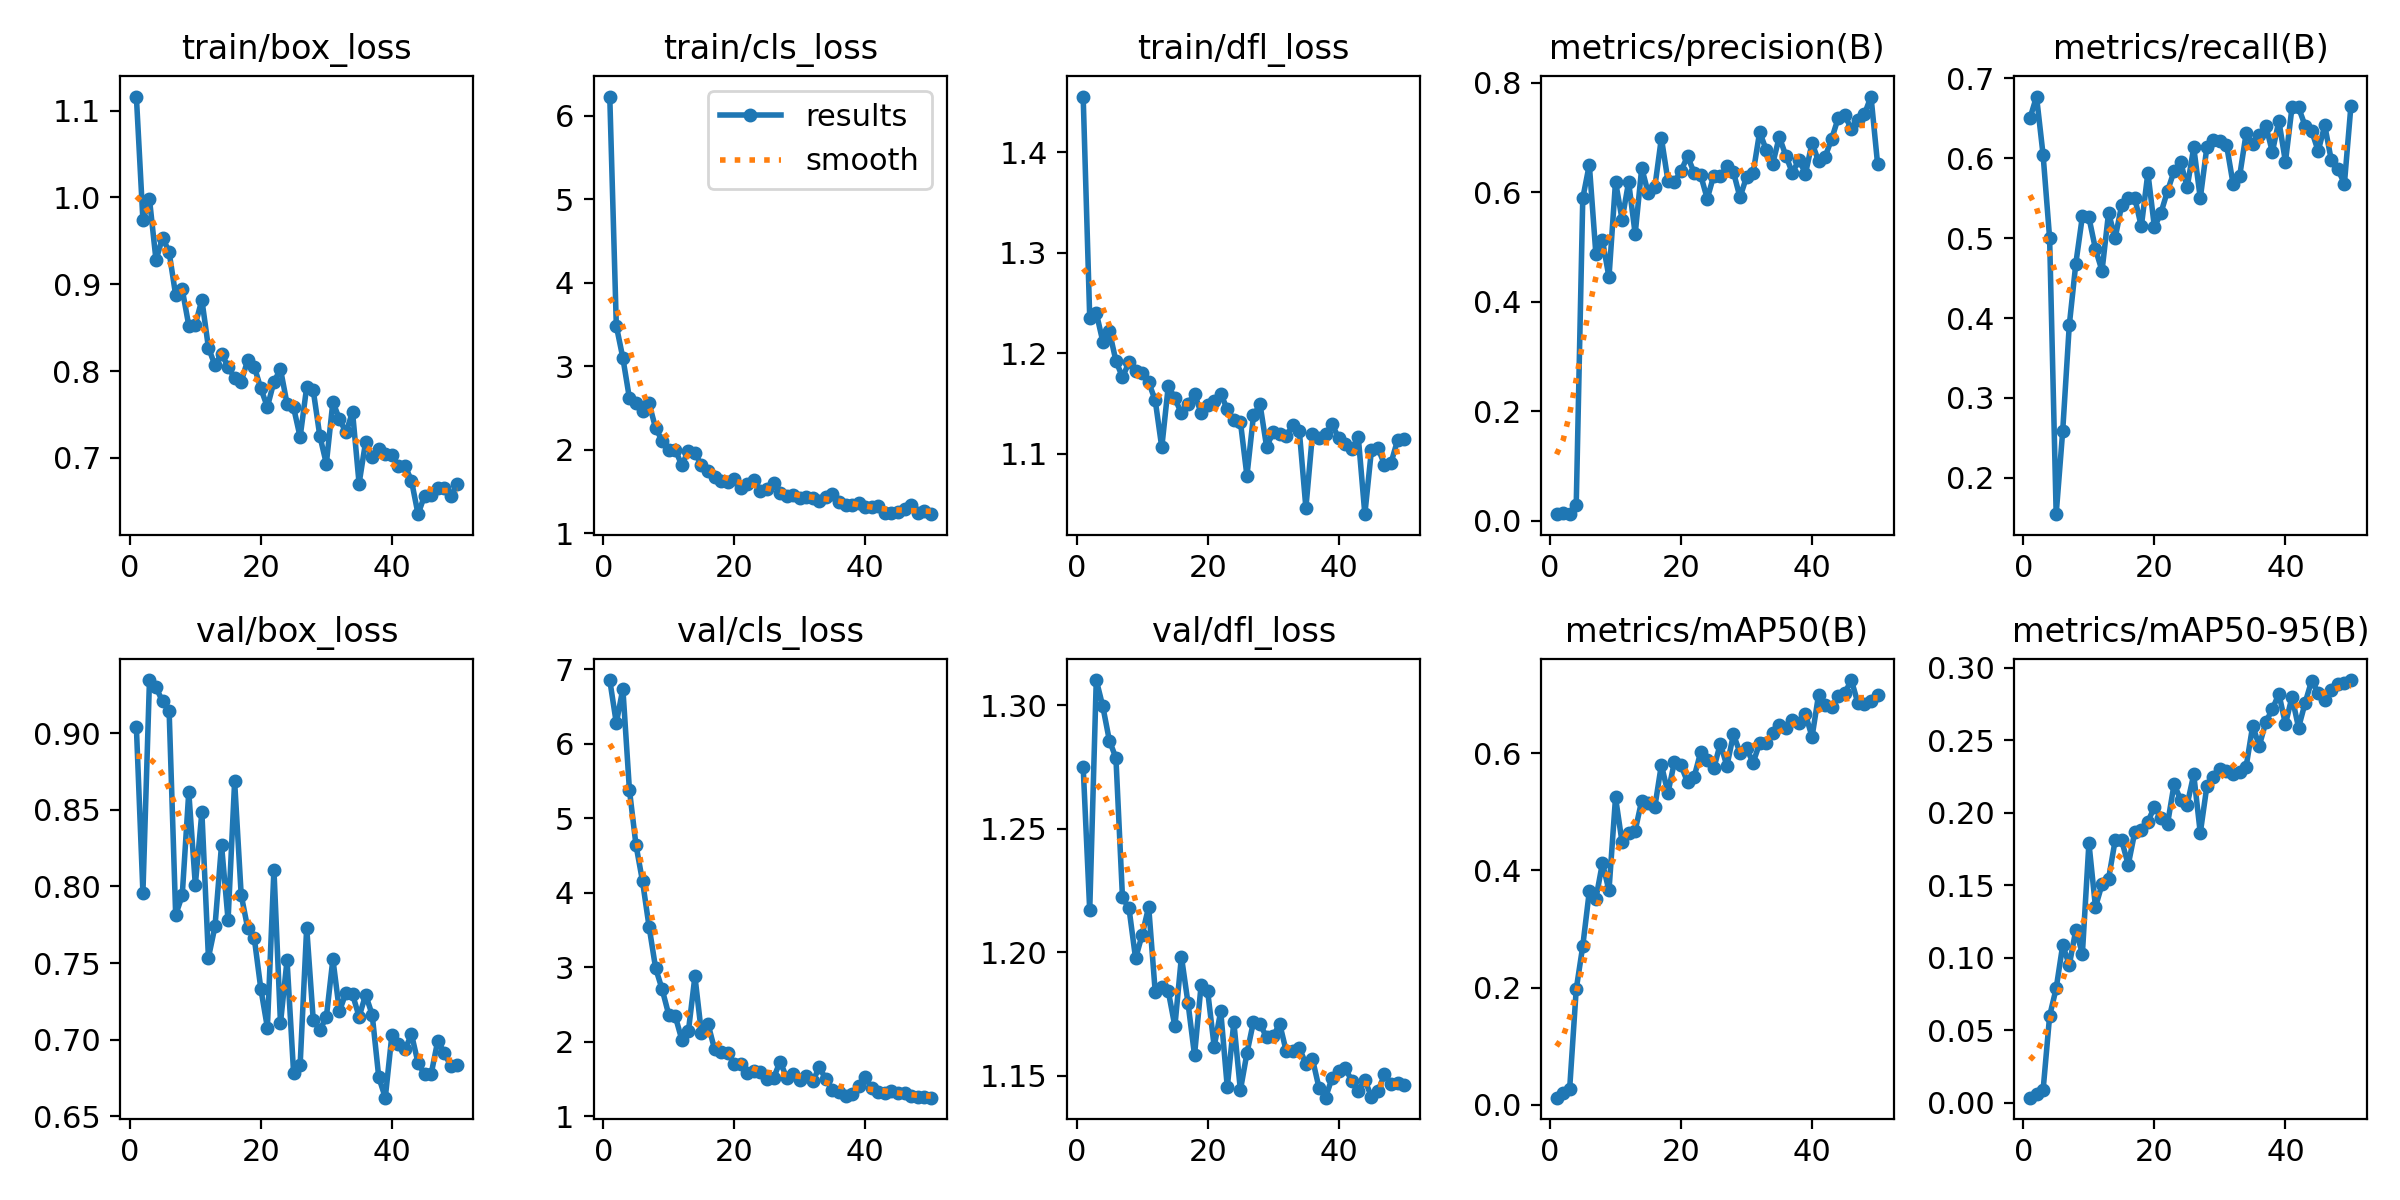 train/box_loss
1.1
1.0
0.9
0.8
0.7
0 20 40
train/cls_loss
results
smooth
6
5
4
3
2
1
0 20 40
train/dfl_loss
1.4
1.3
1.2
1.1
0 20 40
metrics/precision(B)
0.8
0.6
0.4
0.2
0.0
0 20 40
metrics/recall(B)
0.7
0.6
0.5
0.4
0.3
0.2
0 20 40
val/box_loss
0.90
0.85
0.80
0.75
0.70
0.65
0 20 40
val/cls_loss
7
6
5
4
3
2
1
0 20 40
val/dfl_loss
1.30
1.25
1.20
1.15
0 20 40
metrics/mAP50(B)
0.6
0.4
0.2
0.0
0 20 40
metrics/mAP50-95(B)
0.30
0.25
0.20
0.15
0.10
0.05
0.00
0 20 40